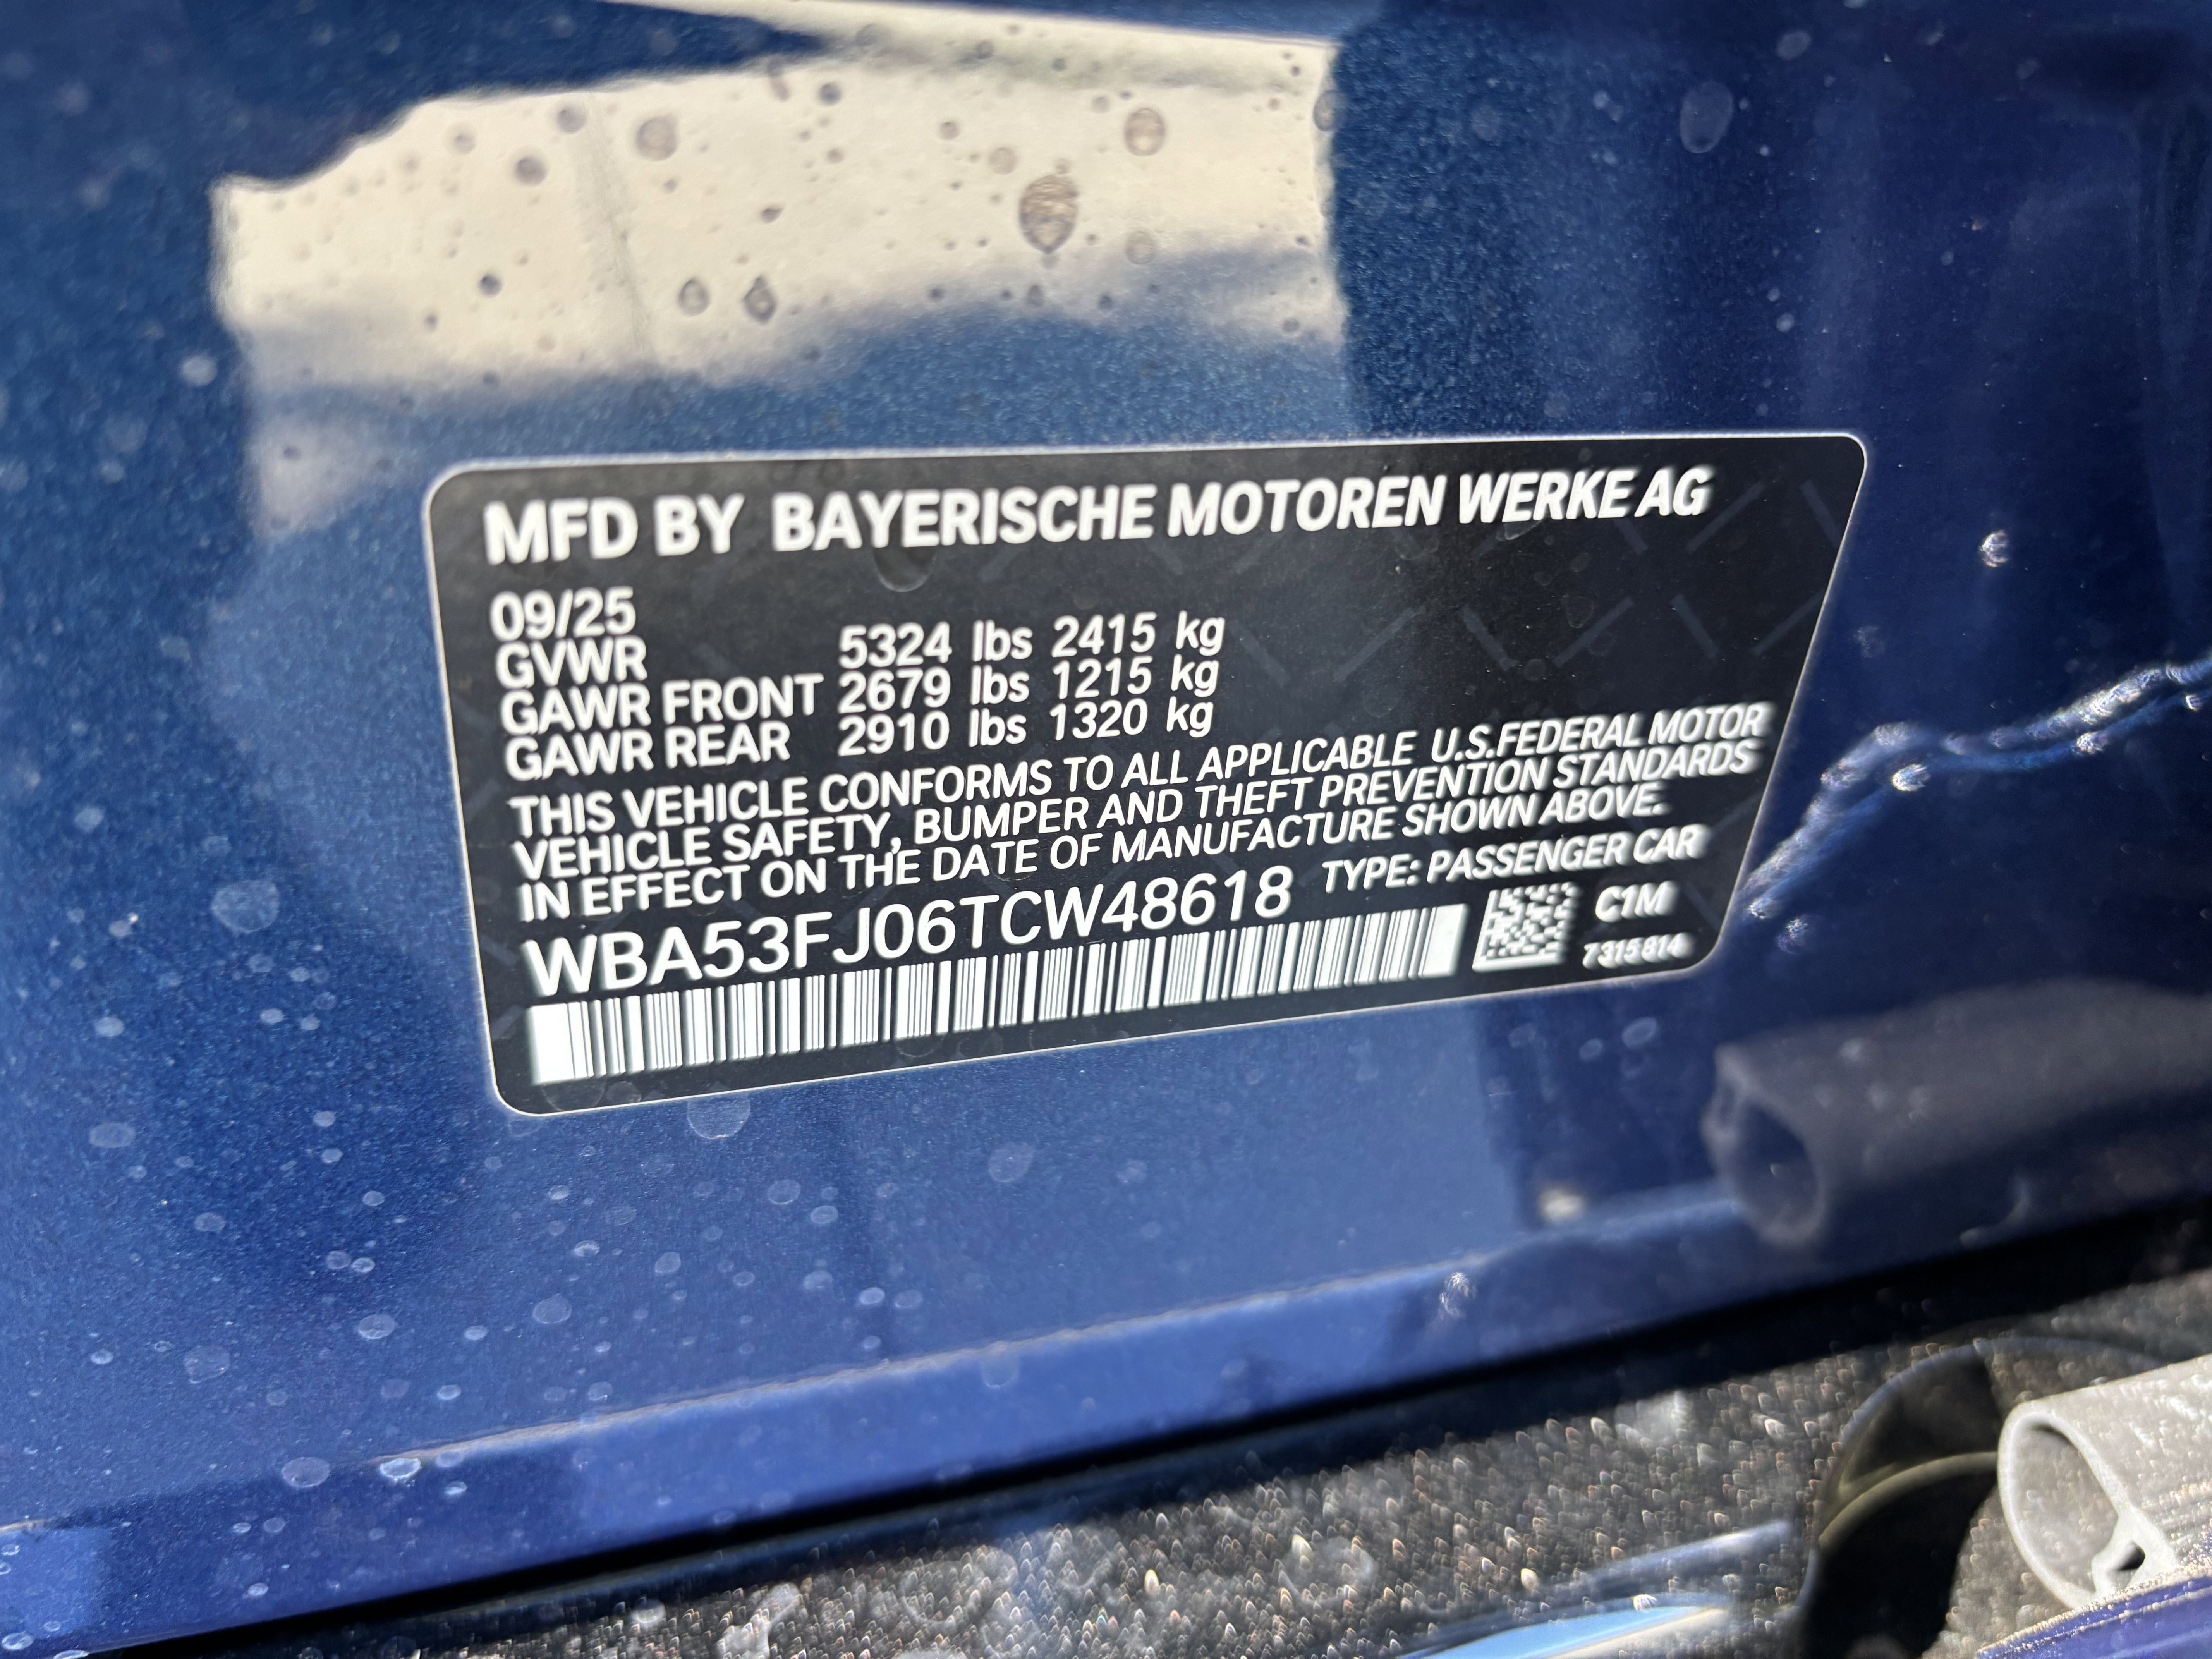 MFD BY BAYERISCHE MOTOREN WERKE AG
09/25
GVWR 5324 lbs 2415 kg
GAWR FRONT 2679 lbs 1215 kg
GAWR REAR 2910 lbs 1320 kg
THIS VEHICLE CONFORMS TO ALL APPLICABLE U.S.FEDERAL MOTOR
VEHICLE SAFETY, BUMPER AND THEFT PREVENTION STANDARDS
IN EFFECT ON THE DATE OF MANUFACTURE SHOWN ABOVE.
WBA53FJ06TCW48618 TYPE: PASSENGER CAR
C1M
7315814